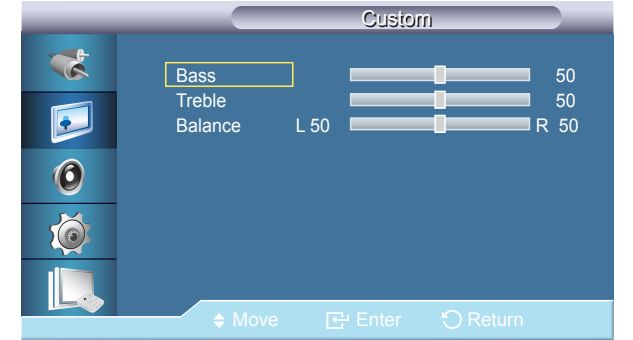 Custom
Bass 50
Treble 50
Balance L 50 R 50
Move Enter Return